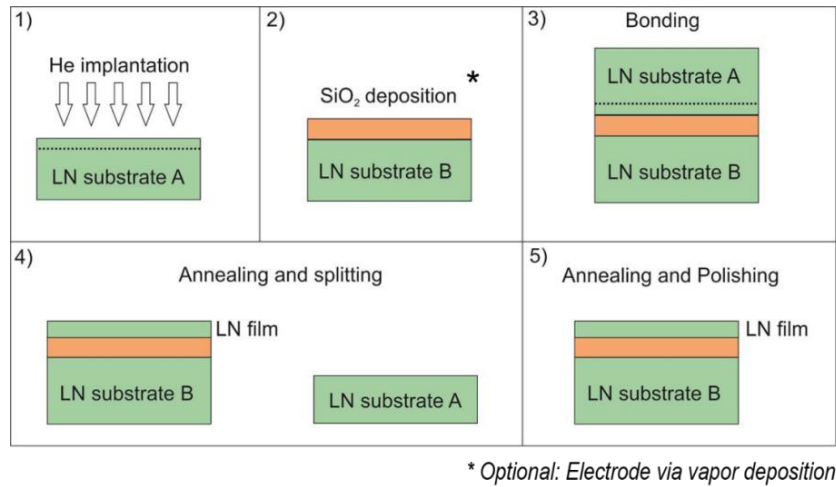 1)
He implantation
LN substrate A
2)
*
SiO₂ deposition
LN substrate B
3)
Bonding
LN substrate A
LN substrate B
4)
Annealing and splitting
LN film
LN substrate B
LN substrate A
5)
Annealing and Polishing
LN film
LN substrate B
* Optional: Electrode via vapor deposition